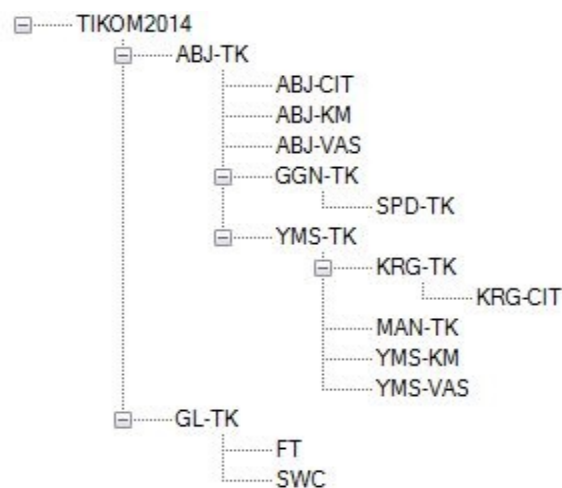 TIKOM2014
ABJ-TK
ABJ-CIT
ABJ-KM
ABJ-VAS
GGN-TK
SPD-TK
YMS-TK
KRG-TK
KRG-CIT
MAN-TK
YMS-KM
YMS-VAS
GL-TK
FT
SWC